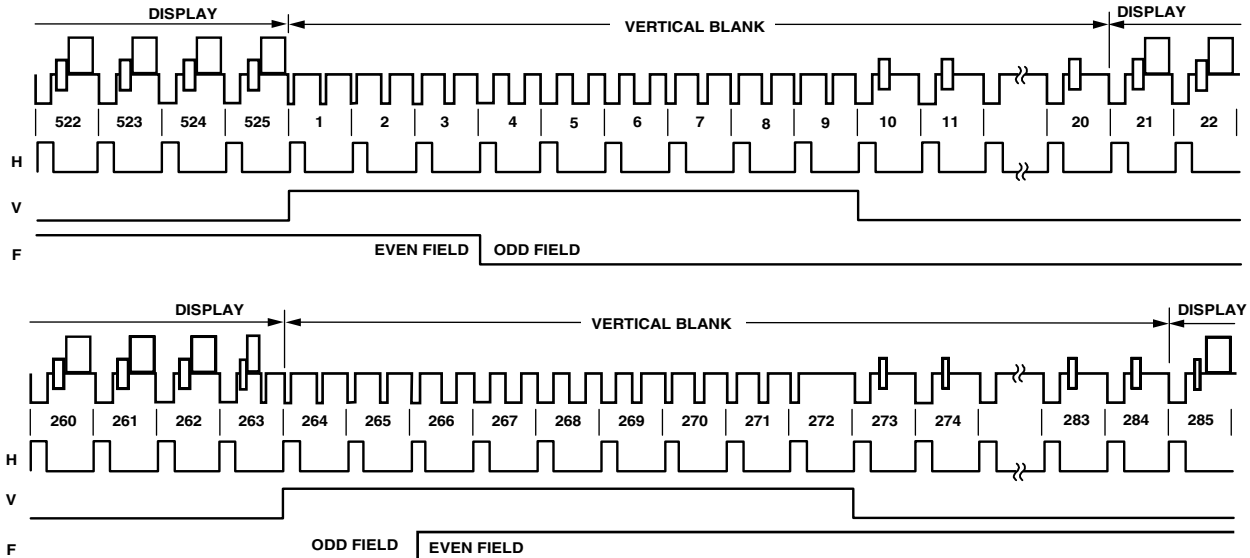 DISPLAY VERTICAL BLANK DISPLAY
522 523 524 525 1 2 3 4 5 6 7 8 9 10 11 20 21 22
H
V
EVEN FIELD ODD FIELD
F
DISPLAY VERTICAL BLANK DISPLAY
260 261 262 263 264 265 266 267 268 269 270 271 272 273 274 283 284 285
H
V
ODD FIELD EVEN FIELD
F